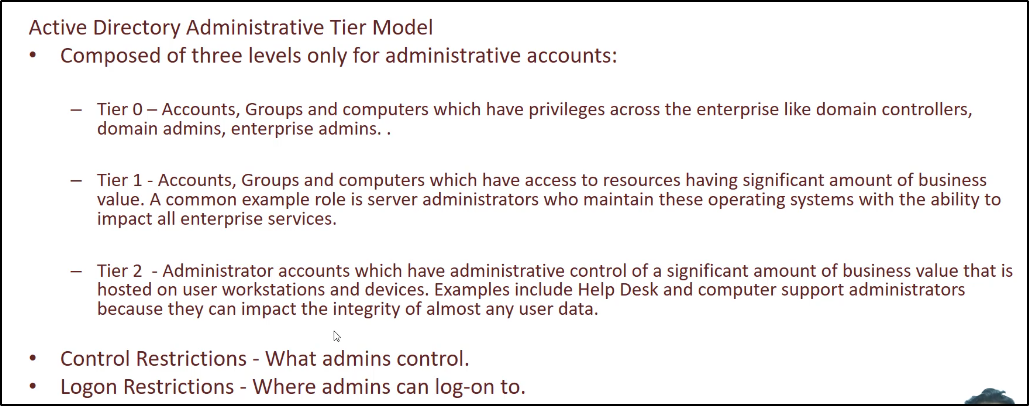 Active Directory Administrative Tier Model
• Composed of three levels only for administrative accounts:
– Tier 0 – Accounts, Groups and computers which have privileges across the enterprise like domain controllers,
domain admins, enterprise admins. .
– Tier 1 - Accounts, Groups and computers which have access to resources having significant amount of business
value. A common example role is server administrators who maintain these operating systems with the ability to
impact all enterprise services.
– Tier 2 - Administrator accounts which have administrative control of a significant amount of business value that is
hosted on user workstations and devices. Examples include Help Desk and computer support administrators
because they can impact the integrity of almost any user data.
• Control Restrictions - What admins control.
• Logon Restrictions - Where admins can log-on to.